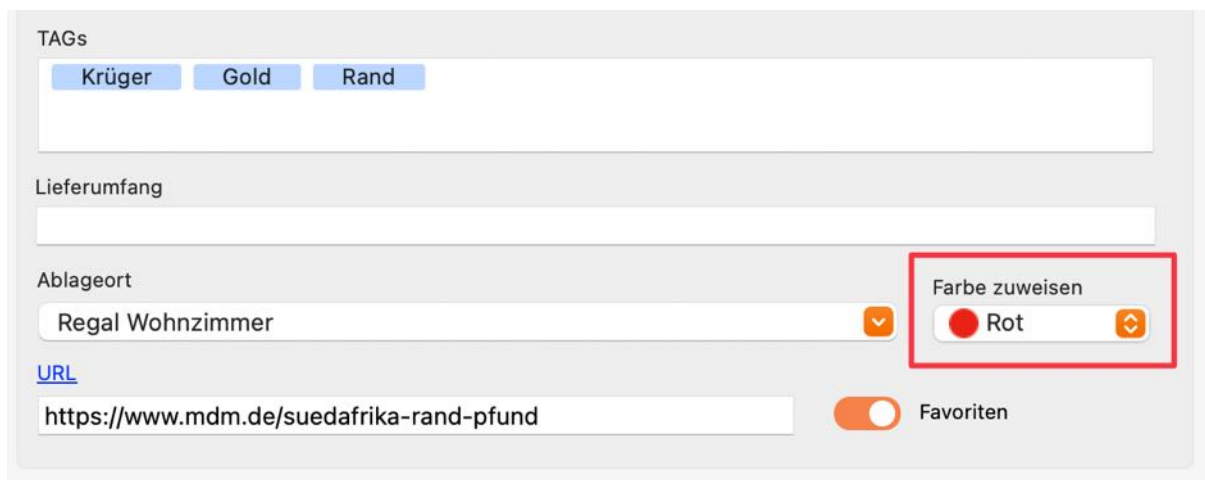 TAGs
Krüger Gold Rand
Lieferumfang
Ablageort
Farbe zuweisen
Regal Wohnzimmer
Rot
URL
https://www.mdm.de/suedafrika-rand-pfund
Favoriten